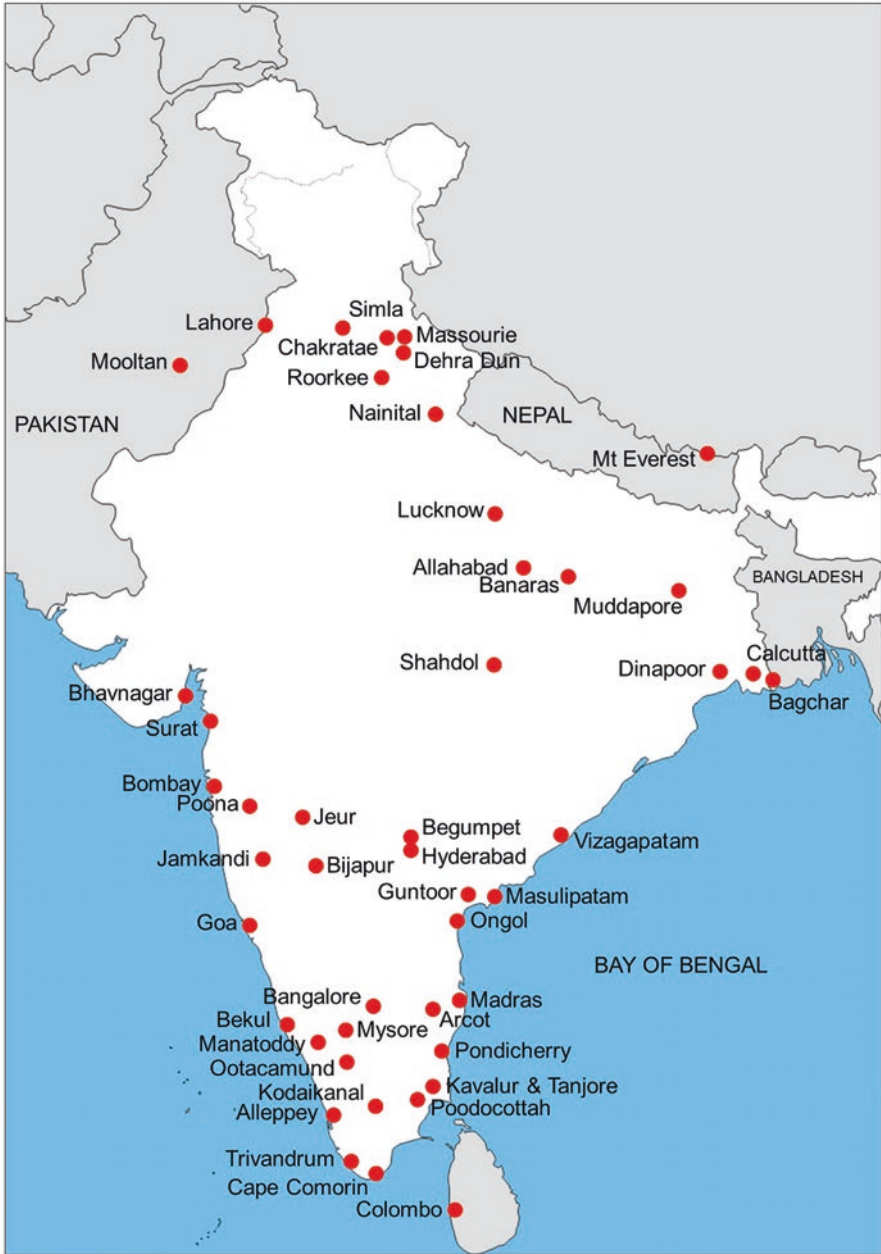 Simla
Lahore
Massourie
Chakratae
Dehra Dun
Mooltan
Roorkee
Nainital
NEPAL
PAKISTAN
Mt Everest
Lucknow
Allahabad
BANGLADESH
Banaras
Muddapore
Calcutta
Shahdol
Dinapoor
Bhavnagar
Bagchar
Surat
Bombay
Poona
Jeur
Begumpet
Vizagapatam
Hyderabad
Jamkandi
Bijapur
Guntoor
Masulipatam
Goa
Ongol
BAY OF BENGAL
Bangalore
Madras
Arcot
Bekul
Mysore
Manatoddy
Pondicherry
Ootacamund
Kavalur & Tanjore
Kodaikanal
Poodocottah
Alleppey
Trivandrum
Cape Comorin
Colombo